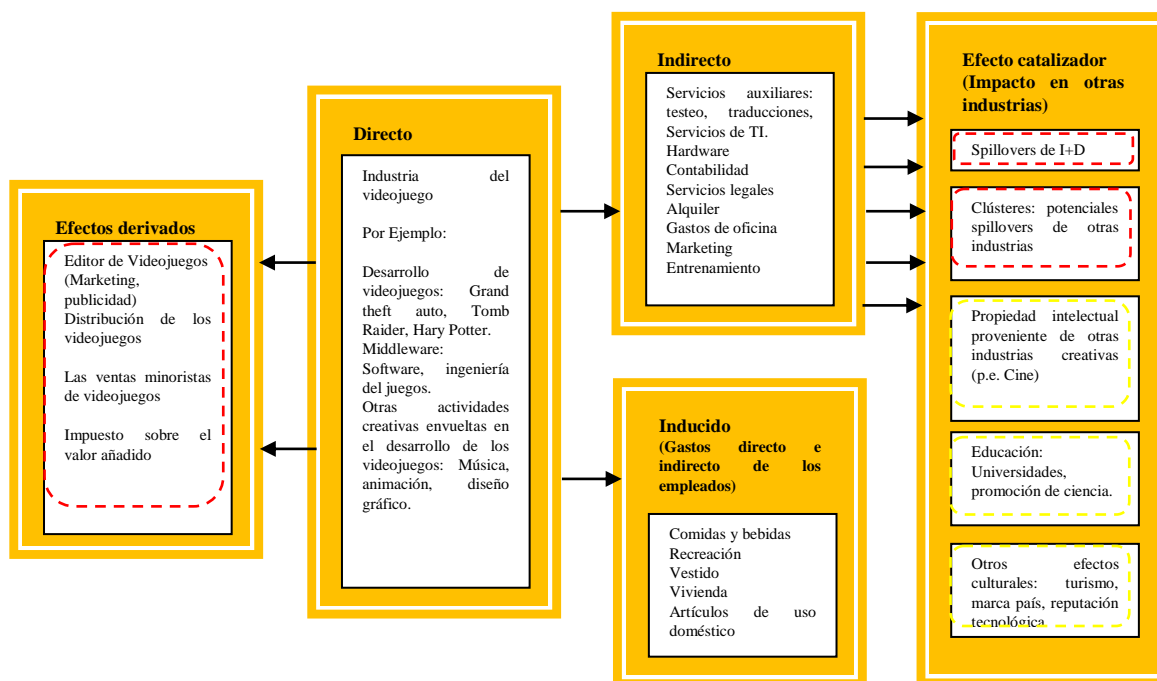 Efectos derivados
Editor de Videojuegos
(Marketing,
publicidad)
Distribución de los
videojuegos
Las ventas minoristas
de videojuegos
Impuesto sobre el
valor añadido
Directo
Industria del
videojuego
Por Ejemplo:
Desarrollo de
videojuegos: Grand
theft auto, Tomb
Raider, Hary Potter.
Middleware:
Software, ingeniería
del juegos.
Otras actividades
creativas envueltas en
el desarrollo de los
videojuegos: Música,
animación, diseño
gráfico.
Indirecto
Servicios auxiliares:
testeo, traducciones,
Servicios de TI.
Hardware
Contabilidad
Servicios legales
Alquiler
Gastos de oficina
Marketing
Entrenamiento
Inducido
(Gastos directo e
indirecto de los
empleados)
Comidas y bebidas
Recreación
Vestido
Vivienda
Artículos de uso
doméstico
Efecto catalizador
(Impacto en otras
industrias)
Spillovers de I+D
Clústeres: potenciales
spillovers de otras
industrias
Propiedad intelectual
proveniente de otras
industrias creativas
(p.e. Cine)
Educación:
Universidades,
promoción de ciencia.
Otros efectos
culturales: turismo,
marca país, reputación
tecnológica